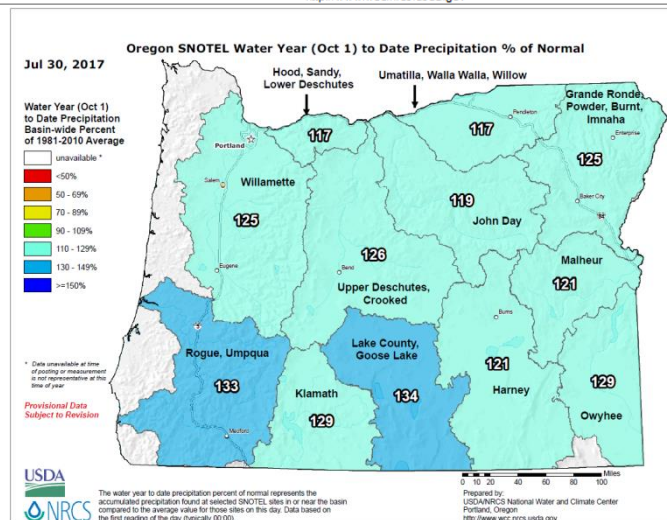 Oregon SNOTEL Water Year (Oct 1) to Date Precipitation % of Normal
Jul 30, 2017
Water Year (Oct 1)
to Date Precipitation
Basin-wide Percent
of 1981-2010 Average
unavailable *
<50%
50 - 69%
70 - 89%
90 - 109%
110 - 129%
130 - 149%
>=150%
* Data unavailable at time
of posting or measurement
is not representative at this
time of year
Provisional Data
Subject to Revision
Hood, Sandy,
Lower Deschutes
117
Umatilla, Walla Walla, Willow
117
Pendleton
Grande Ronde,
Powder, Burnt,
Imnaha
Enterprise
125
Baker City
Portland
Salem
Willamette
125
Eugene
119
John Day
126
Bend
Upper Deschutes,
Crooked
Malheur
121
Burns
121
Harney
129
Owyhee
Rogue, Umpqua
133
Medford
Klamath
129
Lake County,
Goose Lake
134
0 10 20 40 60 80 100
Miles
USDA
NRCS
The water year to date precipitation percent of normal represents the
accumulated precipitation found at selected SNOTEL sites in or near the basin
compared to the average value for those sites on this day. Data based on
the first reading of the day (typically 00:00).
Prepared by:
USDA/NRCS National Water and Climate Center
Portland, Oregon
http://www.wcc.nrcs.usda.gov